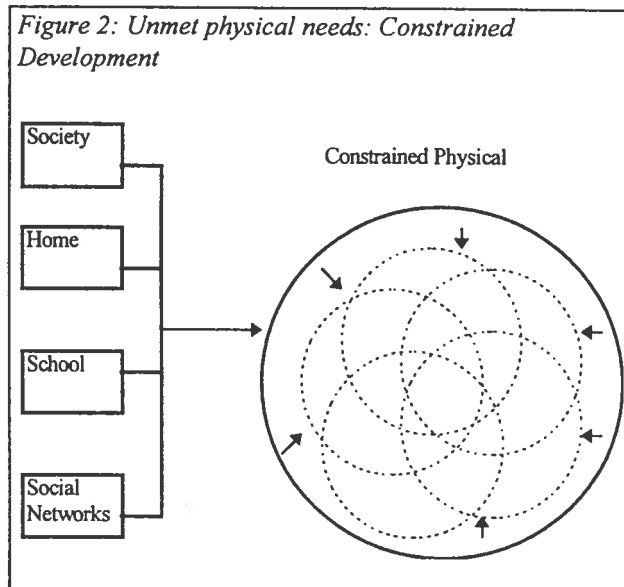 Figure 2: Unmet physical needs: Constrained
Development
Society
Constrained Physical
Home
School
Social
Networks